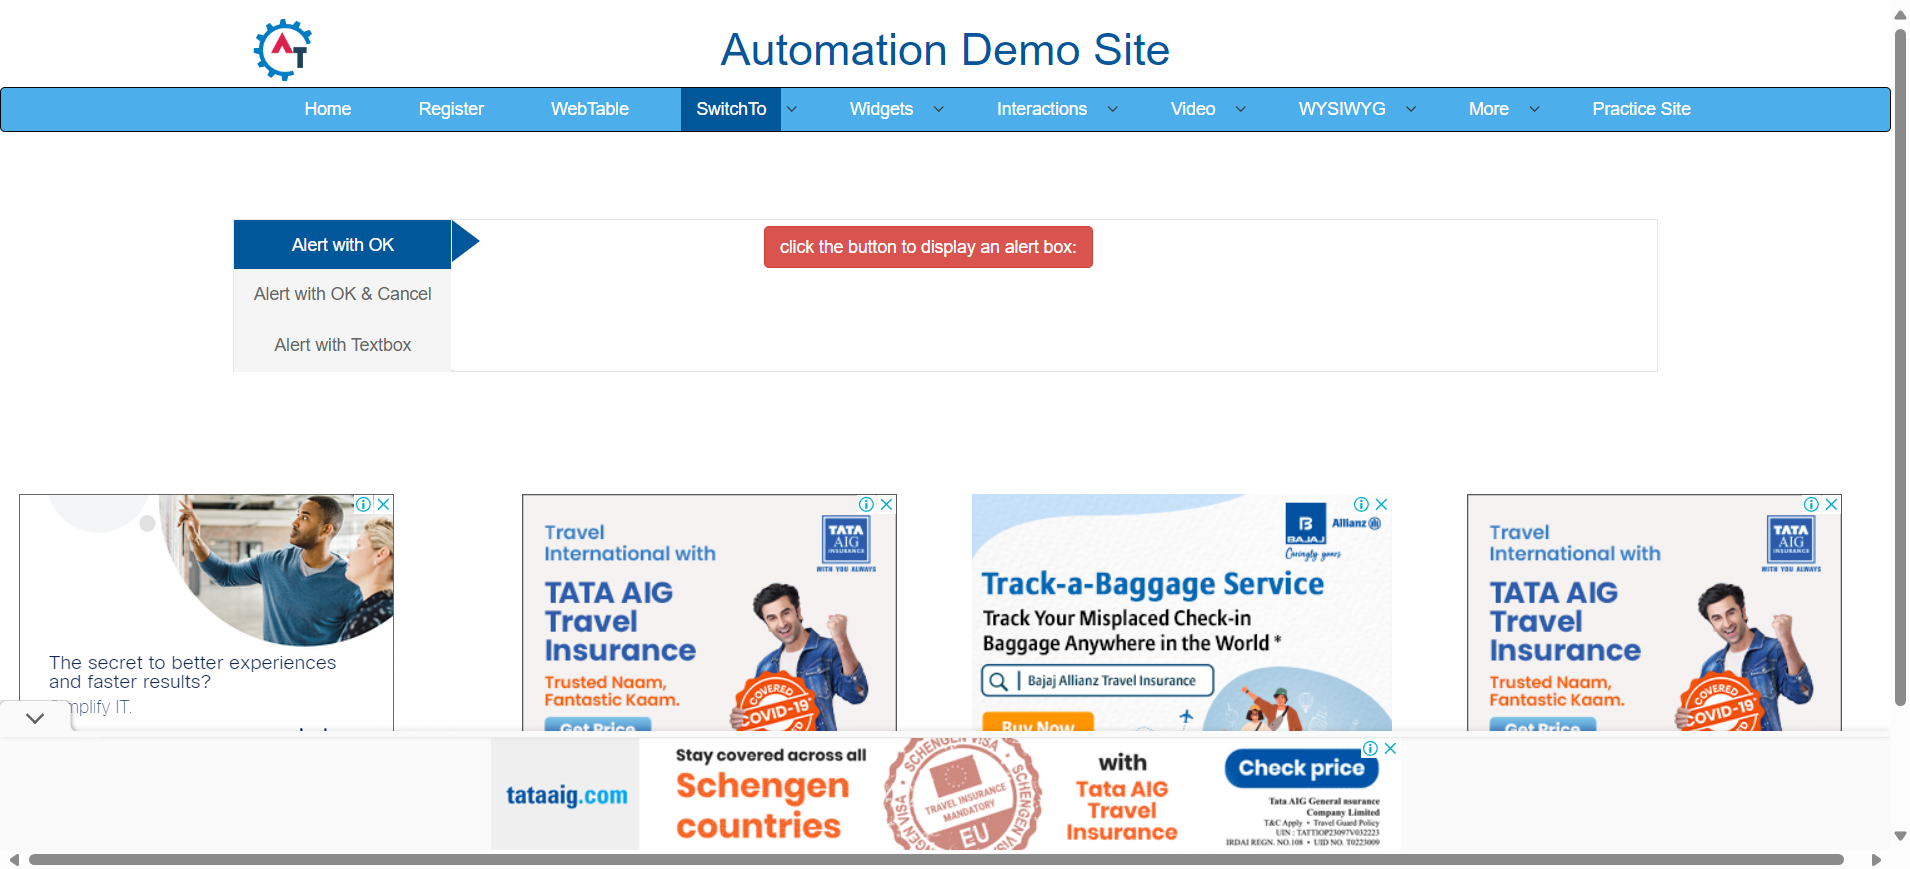 AT
Automation Demo Site
Home
Register
WebTable
SwitchTo
Widgets
Interactions
Video
WYSIWYG
More
Practice Site
Alert with OK
click the button to display an alert box:
Alert with OK & Cancel
Alert with Textbox
The secret to better experiences
and faster results?
mplify IT.
Travel
International with
TATA
AIG
INSURANCE
WITH YOU ALWAYS
TATA AIG
Travel
Insurance
Trusted Naam,
Fantastic Kaam.
COVERED
COVID-19
Get Price
B
BAJAJ
Allianz
Caringly yours
Track-a-Baggage Service
Track Your Misplaced Check-in
Baggage Anywhere in the World *
Bajaj Allianz Travel Insurance
Buy Now
Travel
International with
TATA
AIG
INSURANCE
WITH YOU ALWAYS
TATA AIG
Travel
Insurance
Trusted Naam,
Fantastic Kaam.
COVERED
COVID-19
Get Price
tataaig.com
Stay covered across all
Schengen
countries
SCHENGEN VISA
TRAVEL INSURANCE
MANDATORY
EU
with
Tata AIG
Travel
Insurance
Check price
Tata AIG General nsurance
Company Limited
T&C Apply • Travel Guard Policy
UIN : TATTIOP23097V032223
IRDAI REGN. NO.108 • UID NO. T0223009